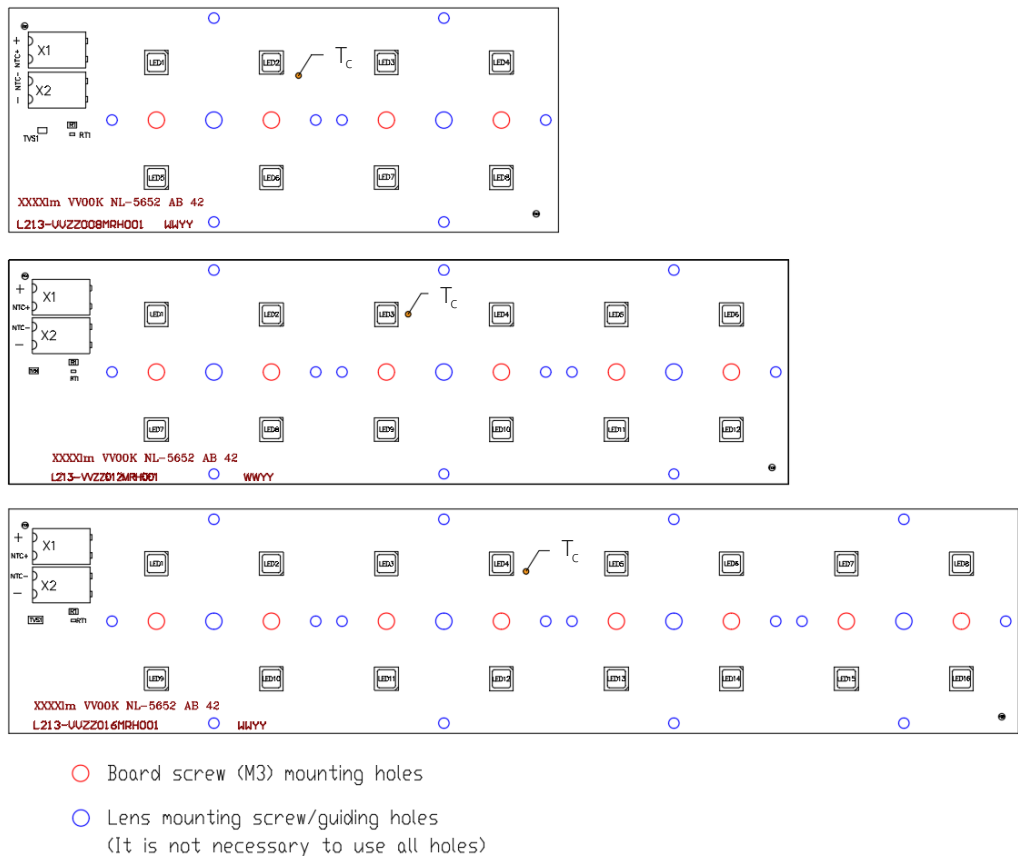 +
NTC+
X1
LED1
LED2
Tc
LED3
LED4
NTC-
-
X2
TVS1
RT1
LED5
LED6
LED7
LED8
XXXXlm VV00K NL-5652 AB 42
L213-VVZZ008MRH001 WWYY
+
NTC+
X1
LED1
LED2
LED3
Tc
LED4
LED5
LED6
NTC-
-
X2
RT1
LED7
LED8
LED9
LED10
LED11
LED12
XXXXlm VV00K NL-5652 AB 42
L213-VVZZ012MRH001 WWYY
+
NTC+
X1
LED1
LED2
LED3
LED4
Tc
LED5
LED6
LED7
LED8
NTC-
-
X2
TVS1
RT1
LED9
LED10
LED11
LED12
LED13
LED14
LED15
LED16
XXXXlm VV00K NL-5652 AB 42
L213-VVZZ016MRH001 WWYY
Board screw (M3) mounting holes
Lens mounting screw/guiding holes
(It is not necessary to use all holes)